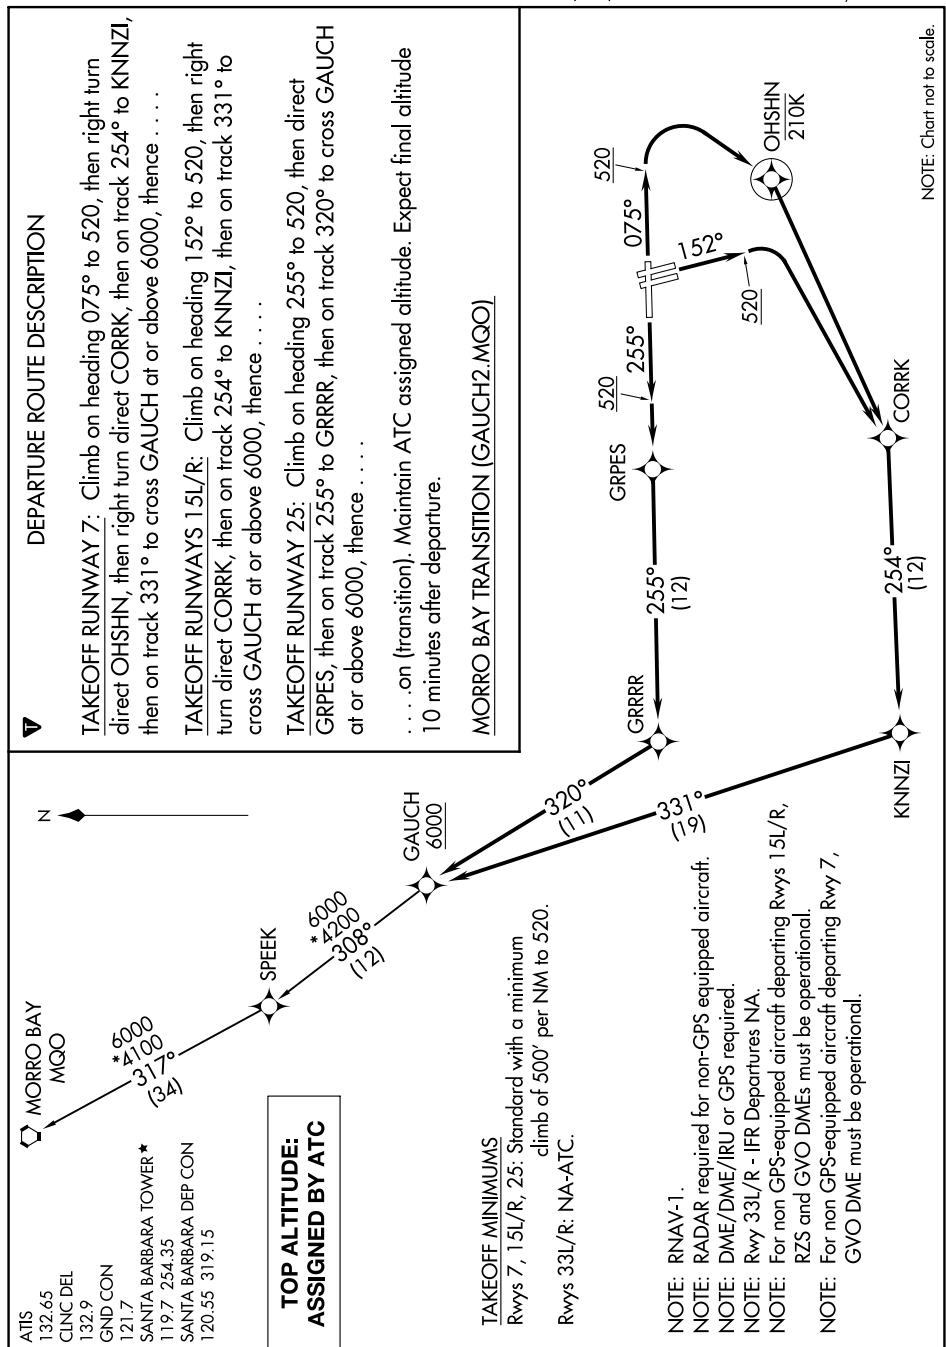 ATIS
132.65
CLNC DEL
132.9
GND CON
121.7
SANTA BARBARA TOWER★
119.7 254.35
SANTA BARBARA DEP CON
120.55 319.15
TOP ALTITUDE:
ASSIGNED BY ATC
TAKEOFF MINIMUMS
Rwys 7, 15L/R, 25: Standard with a minimum
climb of 500' per NM to 520.
Rwys 33L/R: NA-ATC.
NOTE: RNAV-1.
NOTE: RADAR required for non-GPS equipped aircraft.
NOTE: DME/DME/IRU or GPS required.
NOTE: Rwy 33L/R - IFR Departures NA.
NOTE: For non GPS-equipped aircraft departing Rwys 15L/R,
RZS and GVO DMEs must be operational.
NOTE: For non GPS-equipped aircraft departing Rwy 7,
GVO DME must be operational.
MORRO BAY
MQO
6000
*4100
317°
(34)
SPEEK
6000
*4200
308°
(12)
GAUCH
6000
N
320°
(11)
331°
(19)
GRRRR
KNNZI
255°
(12)
254°
(12)
GRPES
CORRK
520
255°
520
152°
075°
520
OHSHN
210K
NOTE: Chart not to scale.
T
DEPARTURE ROUTE DESCRIPTION
TAKEOFF RUNWAY 7: Climb on heading 075° to 520, then right turn
direct OHSHN, then right turn direct CORRK, then on track 254° to KNNZI,
then on track 331° to cross GAUCH at or above 6000, thence . . . .
TAKEOFF RUNWAYS 15L/R: Climb on heading 152° to 520, then right
turn direct CORRK, then on track 254° to KNNZI, then on track 331° to
cross GAUCH at or above 6000, thence . . . .
TAKEOFF RUNWAY 25: Climb on heading 255° to 520, then direct
GRPES, then on track 255° to GRRRR, then on track 320° to cross GAUCH
at or above 6000, thence . . . .
. . . .on (transition). Maintain ATC assigned altitude. Expect final altitude
10 minutes after departure.
MORRO BAY TRANSITION (GAUCH2.MQO)